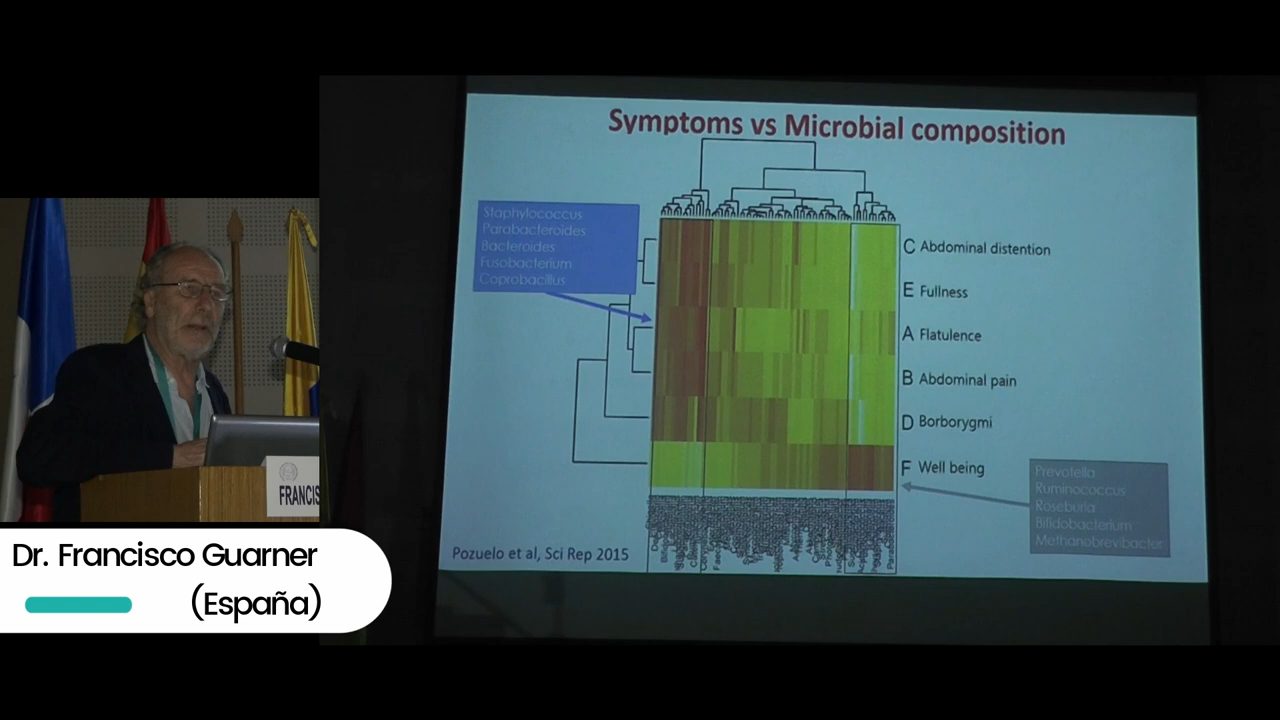 Symptoms vs Microbial composition
Staphylococcus
Parabacteroides
Bacteroides
Fusobacterium
Coprobacillus
C Abdominal distention
E Fullness
A Flatulence
B Abdominal pain
D Borborygmi
F Well being
Prevotella
Ruminococcus
Roseburia
Bifidobacterium
Methanobrevibacter
Pozuelo et al, Sci Rep 2015
FRANCIS
Dr. Francisco Guarner
(España)